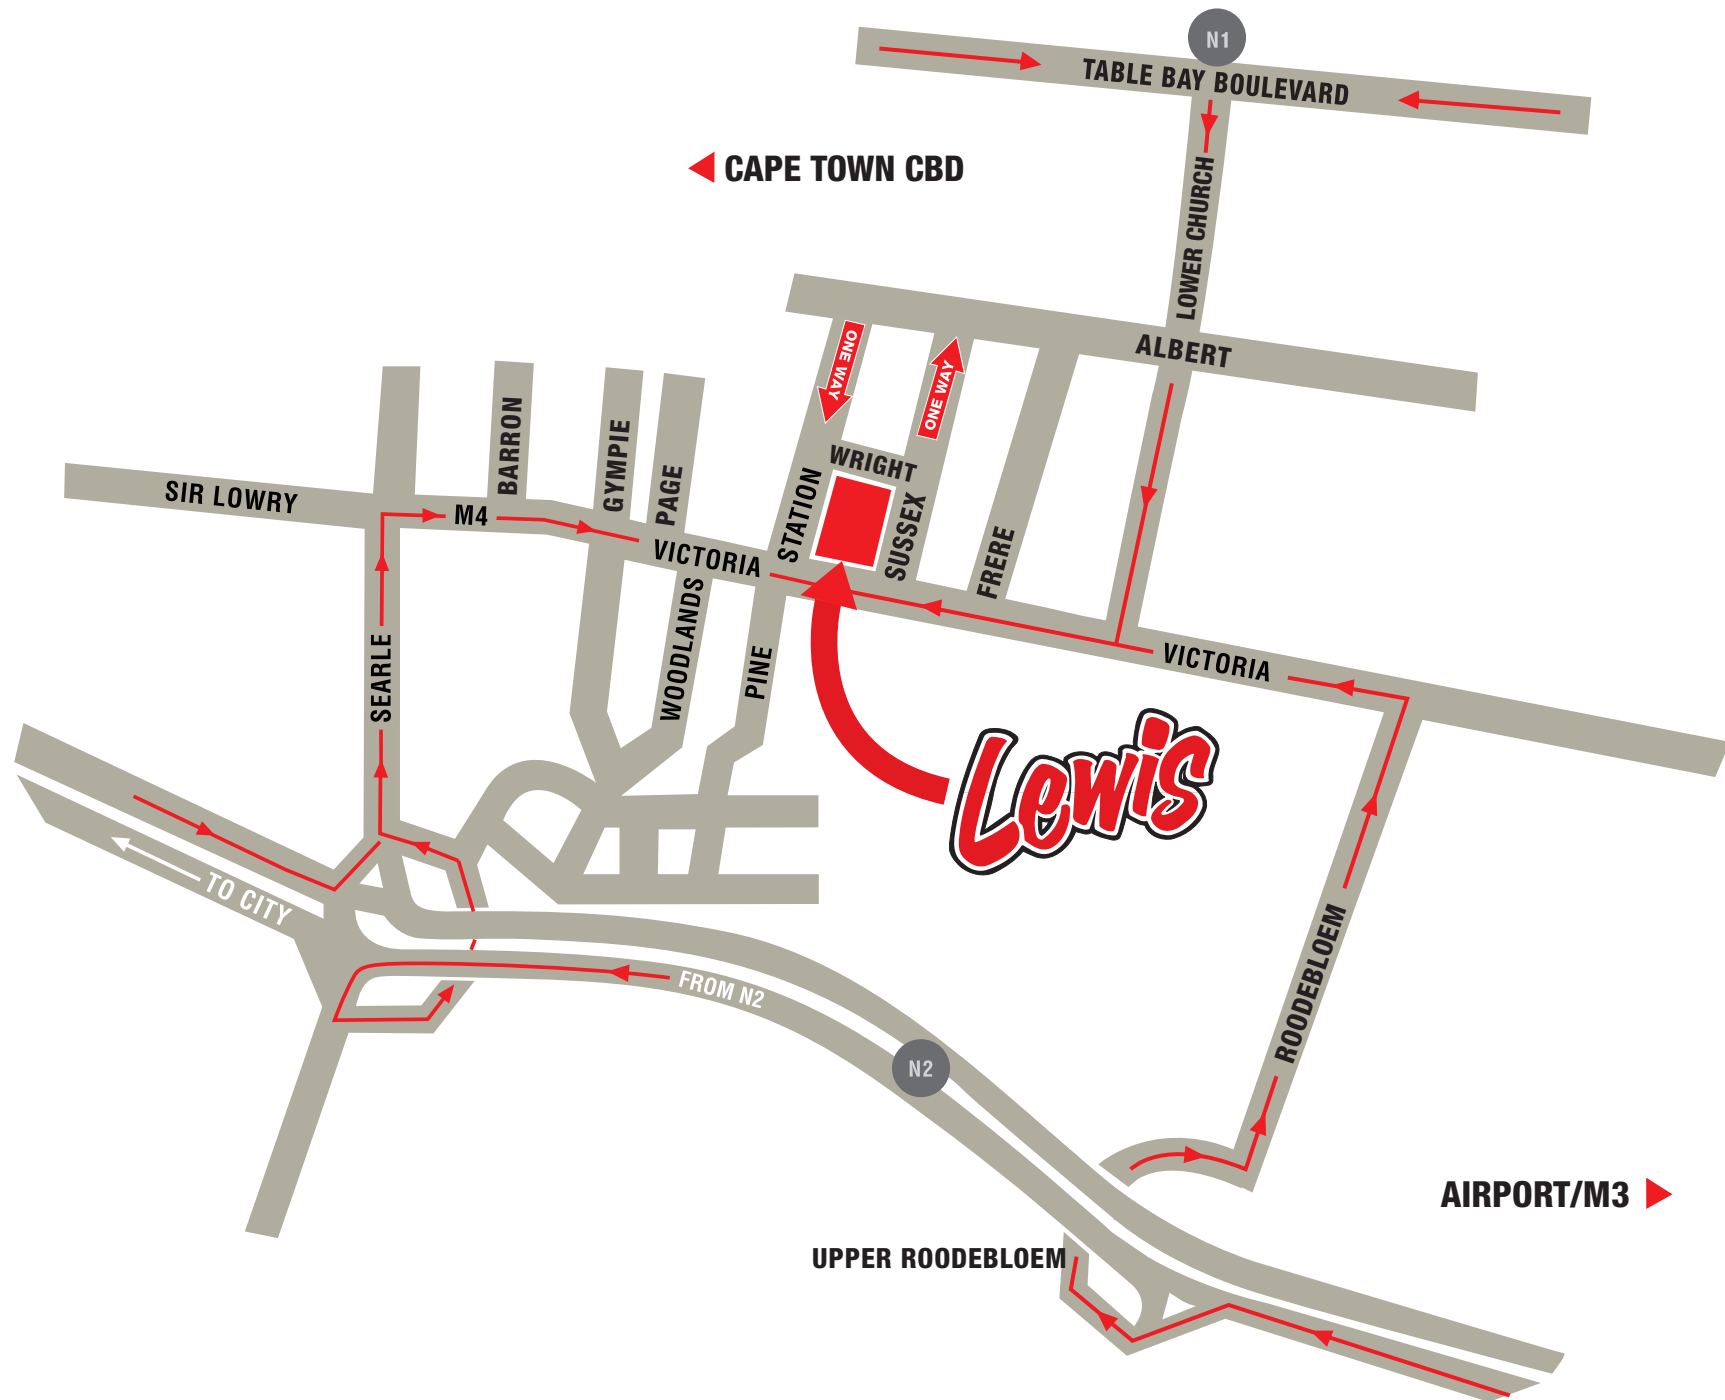 N1
TABLE BAY BOULEVARD
CAPE TOWN CBD
LOWER CHURCH
ALBERT
ONE WAY
ONE WAY
BARRON
GYMPIE
PAGE
WRIGHT
STATION
SUSSEX
FRERE
SIR LOWRY
M4
VICTORIA
WOODLANDS
PINE
SEARLE
VICTORIA
Lewis
TO CITY
FROM N2
N2
ROODEBLOEM
AIRPORT/M3
UPPER ROODEBLOEM